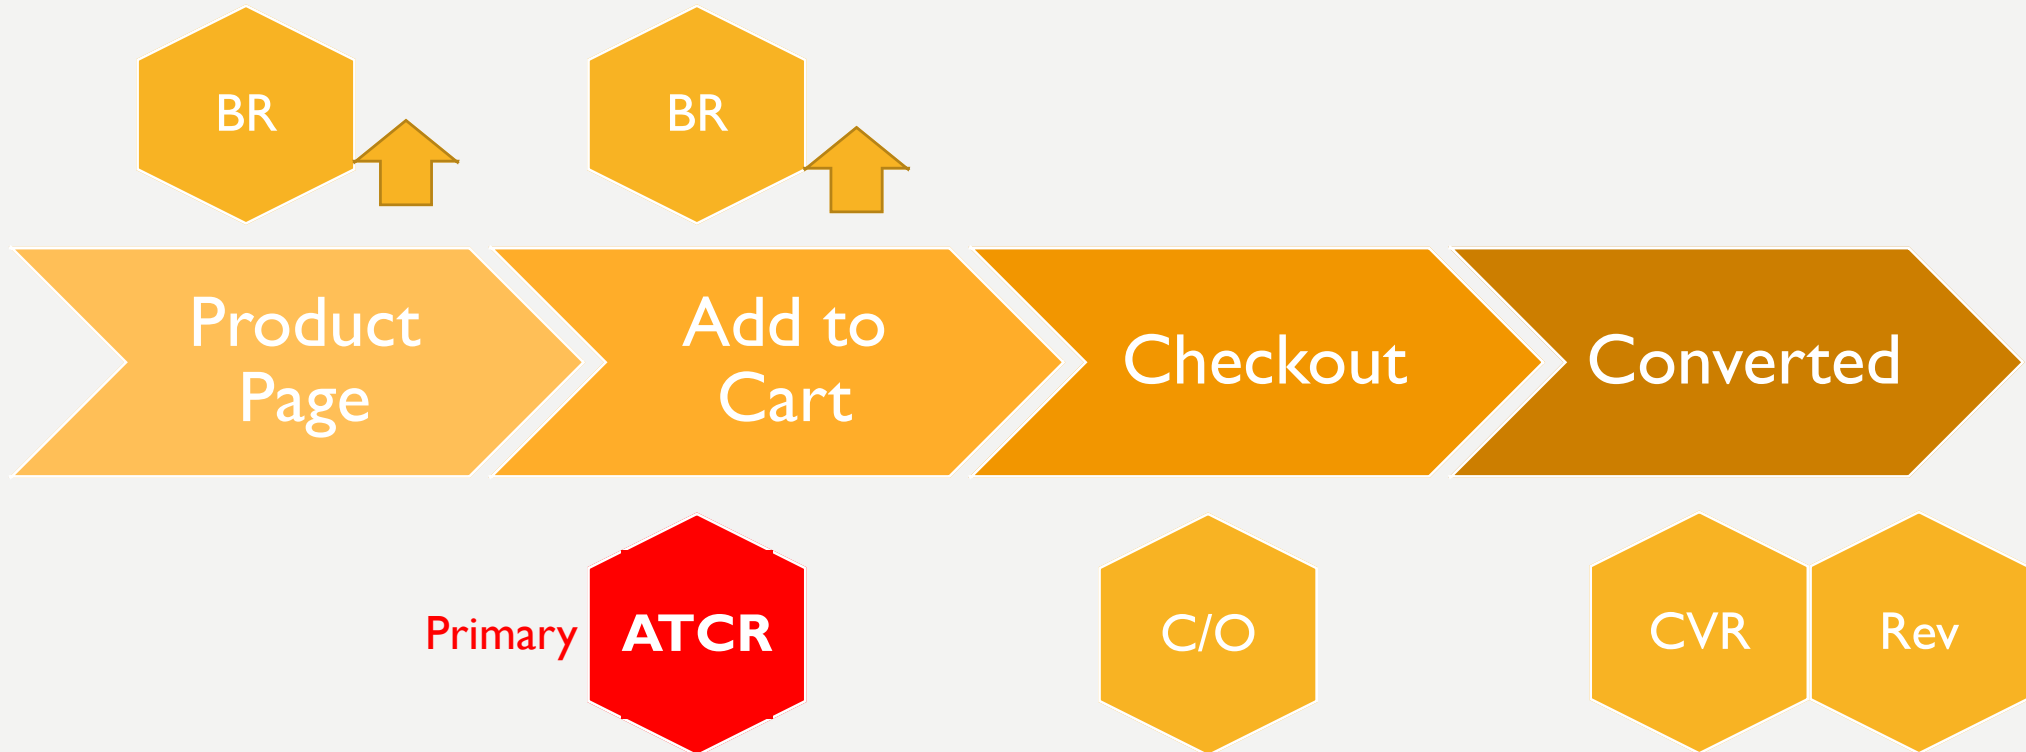 BR
BR
Product
Page
Add to
Cart
Checkout
Converted
Primary
ATCR
C/O
CVR
Rev